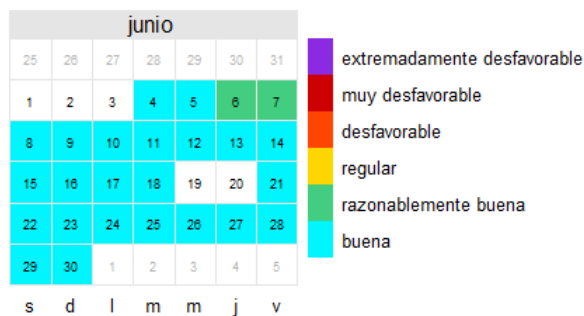 junio
25 26 27 28 29 30 31
1 2 3 4 5 6 7
8 9 10 11 12 13 14
15 16 17 18 19 20 21
22 23 24 25 26 27 28
29 30 1 2 3 4 5
s d l m m j v
extremadamente desfavorable
muy desfavorable
desfavorable
regular
razonablemente buena
buena